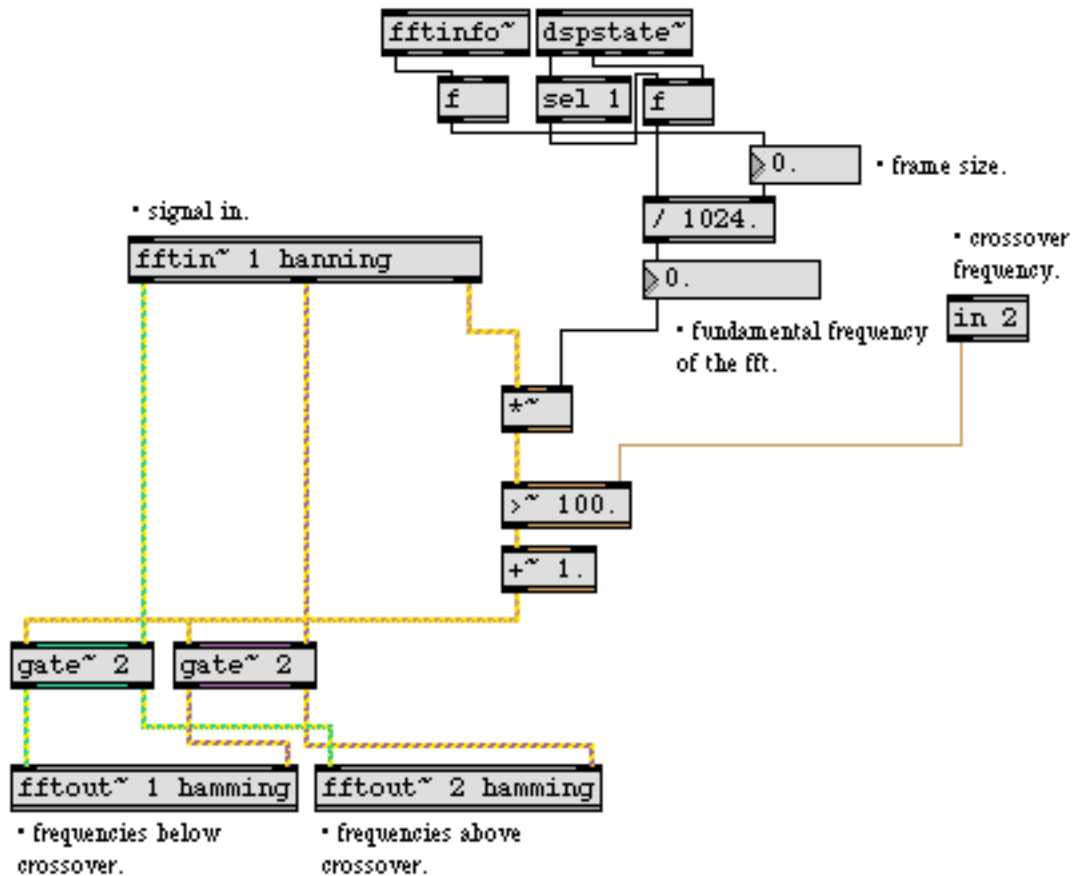 fftinfo~
dspstate~
f
sel 1
f
0.
▪ frame size.
/ 1024.
▪ signal in.
fftin~ 1 hanning
0.
▪ crossover
frequency.
in 2
▪ fundamental frequency
of the fft.
*~
>~ 100.
+~ 1.
gate~ 2
gate~ 2
fftout~ 1 hamming
fftout~ 2 hamming
▪ frequencies below
crossover.
▪ frequencies above
crossover.